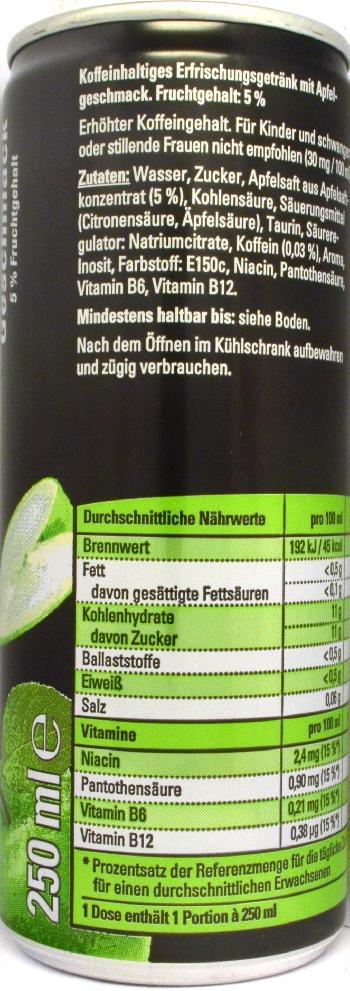 Geschmack
5 % Fruchtgehalt
Koffeinhaltiges Erfrischungsgetränk mit Apfel-
geschmack. Fruchtgehalt: 5 %
Erhöhter Koffeingehalt. Für Kinder und schwangere
oder stillende Frauen nicht empfohlen (30 mg / 100 ml)
Zutaten: Wasser, Zucker, Apfelsaft aus Apfelsaft-
konzentrat (5 %), Kohlensäure, Säuerungsmittel
(Citronensäure, Äpfelsäure), Taurin, Säurere-
gulator: Natriumcitrate, Koffein (0,03 %), Aroma,
Inosit, Farbstoff: E150c, Niacin, Pantothensäure,
Vitamin B6, Vitamin B12.
Mindestens haltbar bis: siehe Boden.
Nach dem Öffnen im Kühlschrank aufbewahren
und zügig verbrauchen.
Durchschnittliche Nährwerte pro 100 ml
Brennwert 192 kJ / 45 kcal
Fett <0,5 g
davon gesättigte Fettsäuren <0,1 g
Kohlenhydrate 11 g
davon Zucker 11 g
Ballaststoffe <0,5 g
Eiweiß <0,5 g
Salz 0,06 g
Vitamine pro 100 ml
Niacin 2,4 mg (15 %*)
Pantothensäure 0,90 mg (15 %*)
Vitamin B6 0,21 mg (15 %*)
Vitamin B12 0,38 µg (15 %*)
* Prozentsatz der Referenzmenge für die tägliche
für einen durchschnittlichen Erwachsenen
1 Dose enthält 1 Portion à 250 ml
250 ml e